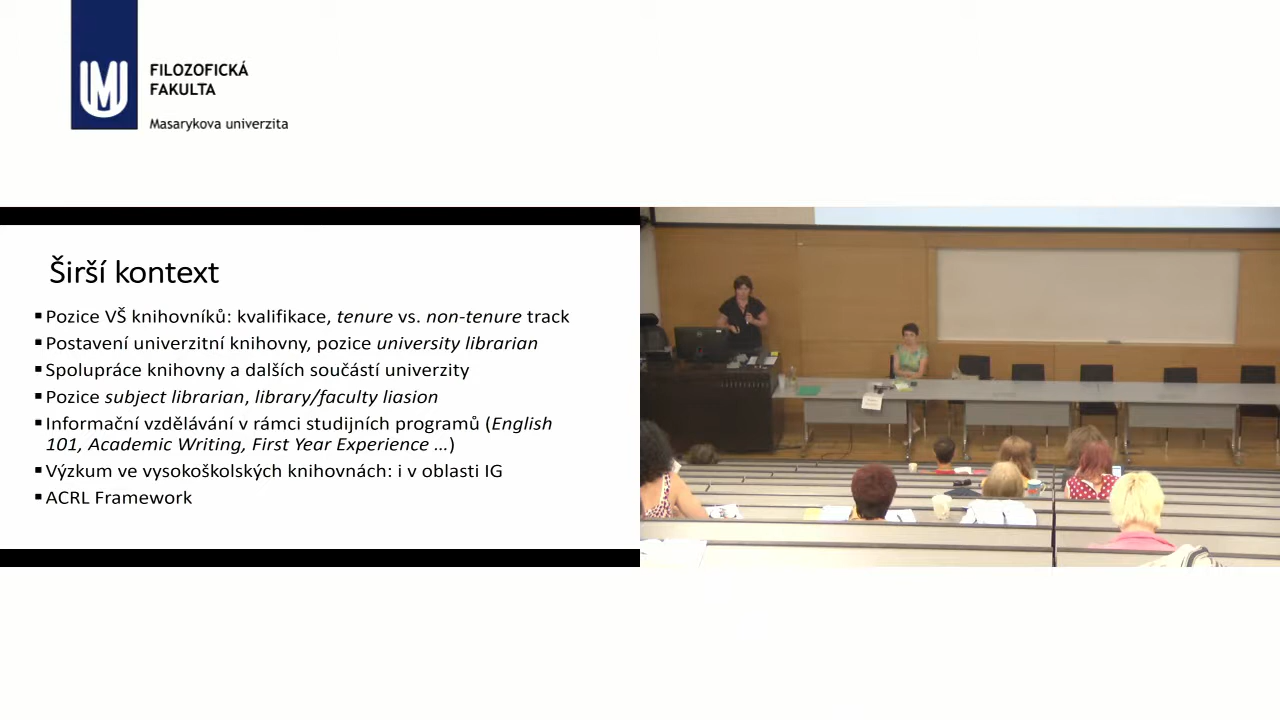 FILOZOFICKÁ
FAKULTA
Masarykova univerzita
Širší kontext
Pozice VŠ knihovníků: kvalifikace, tenure vs. non-tenure track
Postavení univerzitní knihovny, pozice university librarian
Spolupráce knihovny a dalších součástí univerzity
Pozice subject librarian, library/faculty liasion
Informační vzdělávání v rámci studijních programů (English
101, Academic Writing, First Year Experience ...)
Výzkum ve vysokoškolských knihovnách: i v oblasti IG
ACRL Framework